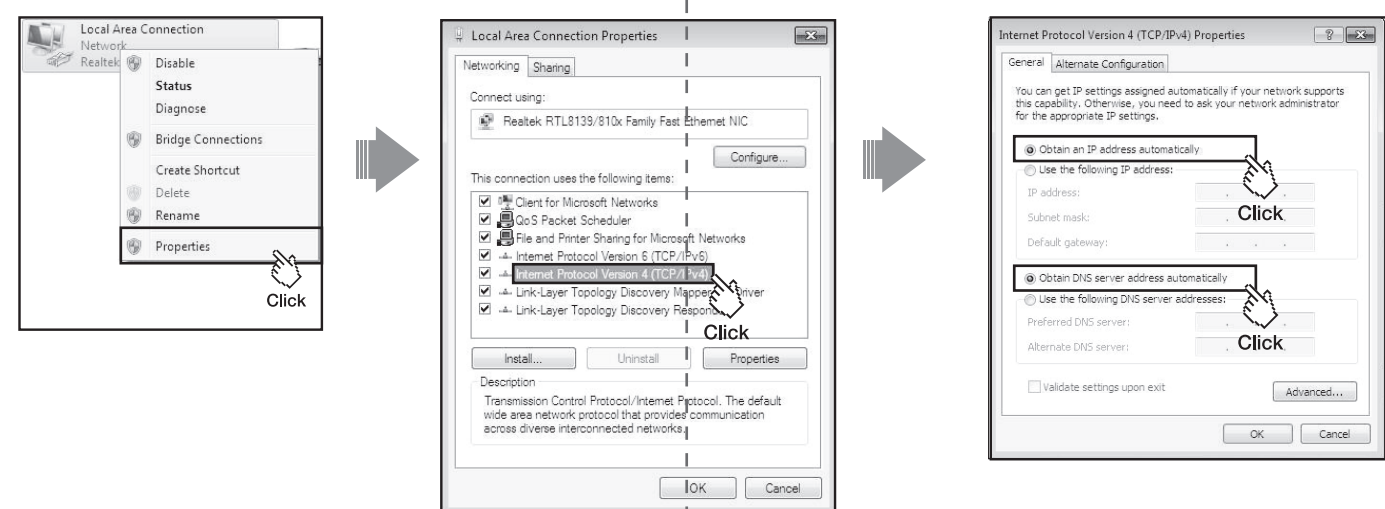 Local Area Connection
Network
Realtek
Disable
Status
Diagnose
Bridge Connections
Create Shortcut
Delete
Rename
Properties
Click
Local Area Connection Properties
Networking
Sharing
Connect using:
Realtek RTL8139/810x Family Fast Ethernet NIC
Configure...
This connection uses the following items:
Client for Microsoft Networks
QoS Packet Scheduler
File and Printer Sharing for Microsoft Networks
Internet Protocol Version 6 (TCP/IPv6)
Internet Protocol Version 4 (TCP/IPv4)
Link-Layer Topology Discovery Mapper Driver
Link-Layer Topology Discovery Respon
Click
Install...
Uninstall
Properties
Description
Transmission Control Protocol/Internet Protocol. The default
wide area network protocol that provides communication
across diverse interconnected networks.
OK
Cancel
Internet Protocol Version 4 (TCP/IPv4) Properties
General
Alternate Configuration
You can get IP settings assigned automatically if your network supports
this capability. Otherwise, you need to ask your network administrator
for the appropriate IP settings.
Obtain an IP address automatically
Use the following IP address:
IP address:
Subnet mask:
Click
Default gateway:
Obtain DNS server address automatically
Use the following DNS server addresses:
Preferred DNS server:
Alternate DNS server:
Click
Validate settings upon exit
Advanced...
OK
Cancel